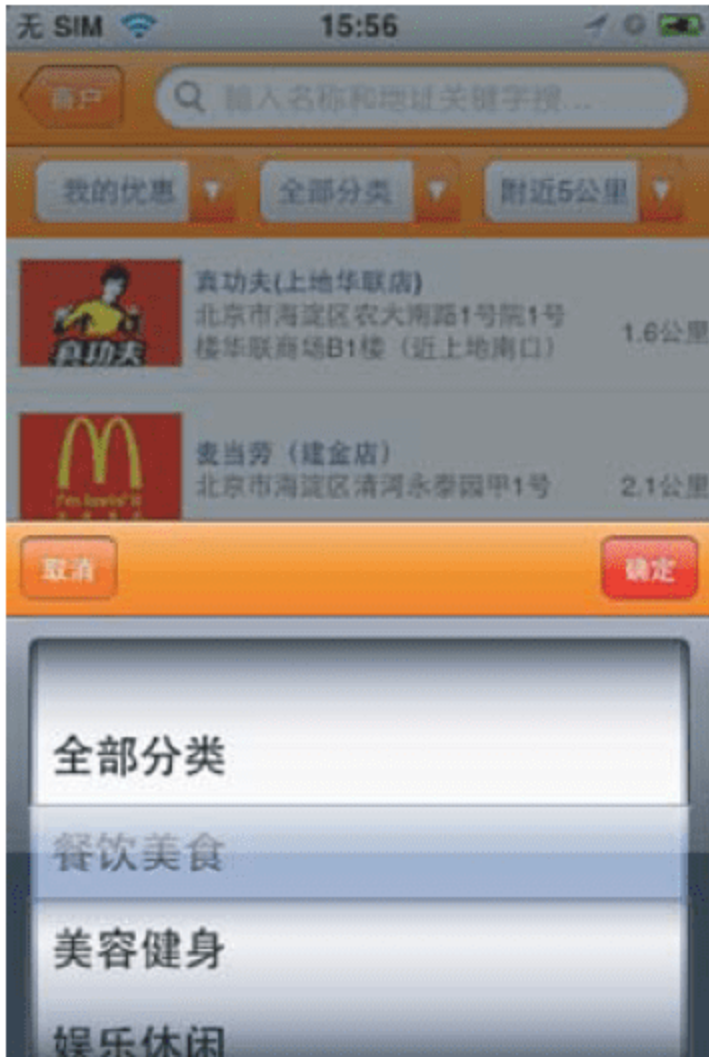 无 SIM 15:56
商户 输入名称和地址关键字搜...
我的优惠 全部分类 附近5公里
真功夫(上地华联店)
北京市海淀区农大南路1号院1号
楼华联商场B1楼（近上地南口）
1.6公里
真功夫
麦当劳（建金店）
北京市海淀区清河永泰园甲1号
2.1公里
i'm lovin' it
取消 确定
全部分类
餐饮美食
美容健身
娱乐休闲